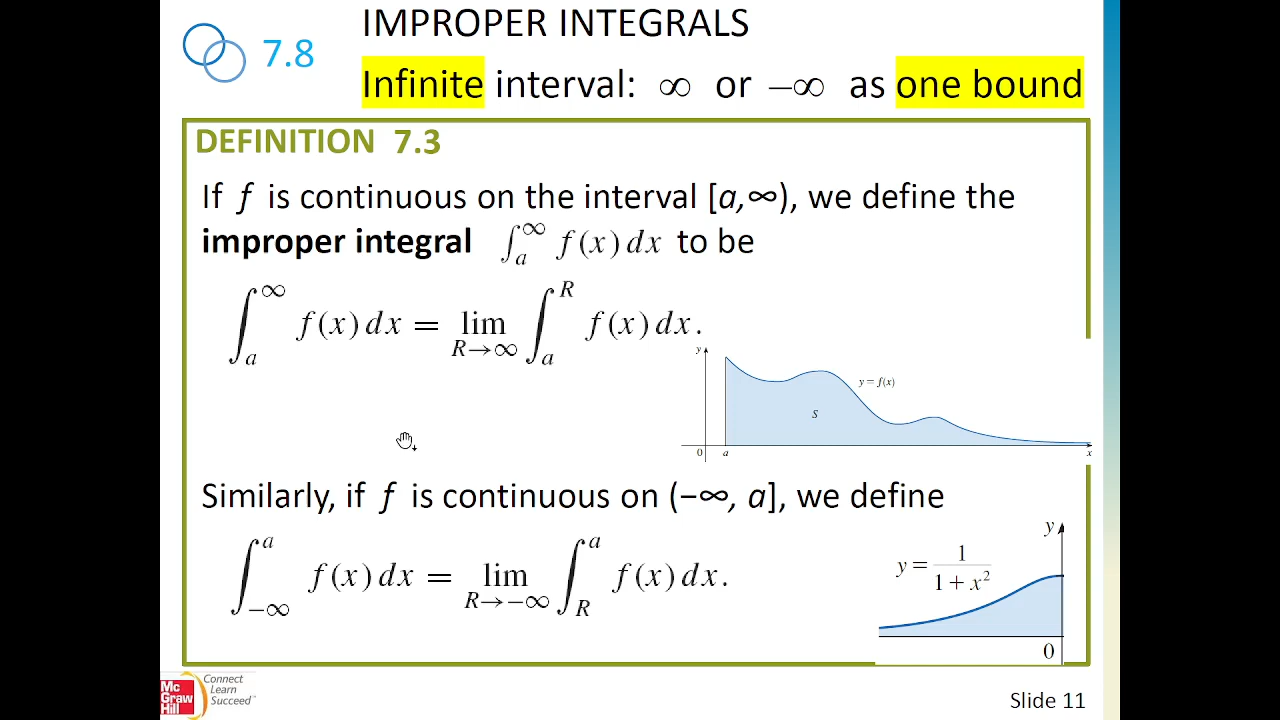 7.8
IMPROPER INTEGRALS
Infinite interval: ∞ or −∞ as one bound
DEFINITION 7.3
If f is continuous on the interval [a,∞), we define the
improper integral ∫_a^∞ f(x) dx to be
∫_a^∞ f(x) dx = lim_{R→∞} ∫_a^R f(x) dx.
y
y = f(x)
S
0 a x
Similarly, if f is continuous on (−∞, a], we define
∫_{−∞}^a f(x) dx = lim_{R→−∞} ∫_R^a f(x) dx.
y
y = 1/(1 + x²)
0
Mc Graw Hill
Connect
Learn
Succeed™
Slide 11